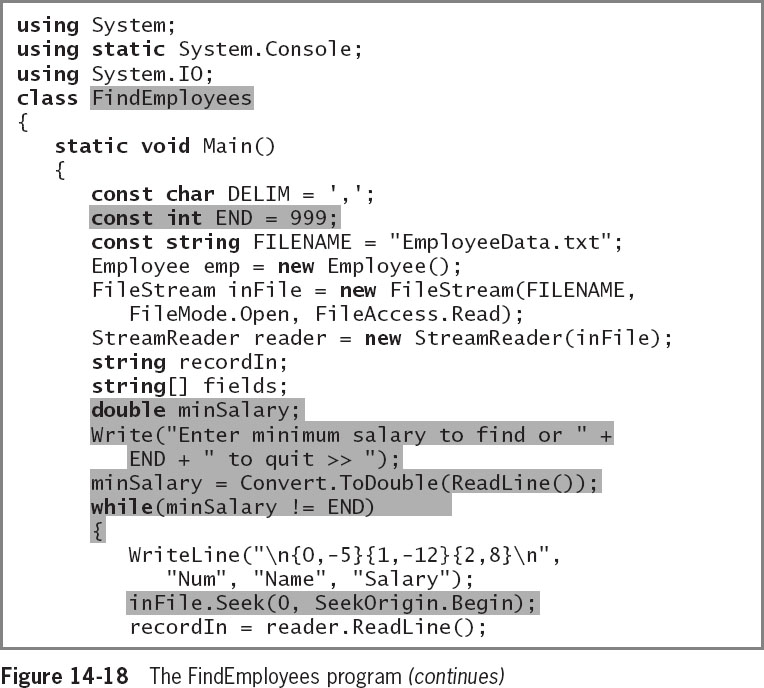 using System;
using static System.Console;
using System.IO;
class FindEmployees
{
   static void Main()
   {
      const char DELIM = ',';
      const int END = 999;
      const string FILENAME = "EmployeeData.txt";
      Employee emp = new Employee();
      FileStream inFile = new FileStream(FILENAME,
         FileMode.Open, FileAccess.Read);
      StreamReader reader = new StreamReader(inFile);
      string recordIn;
      string[] fields;
      double minSalary;
      Write("Enter minimum salary to find or " +
         END + " to quit >> ");
      minSalary = Convert.ToDouble(ReadLine());
      while(minSalary != END)
      {
         WriteLine("\n{0,-5}{1,-12}{2,8}\n",
            "Num", "Name", "Salary");
         inFile.Seek(0, SeekOrigin.Begin);
         recordIn = reader.ReadLine();
Figure 14-18 The FindEmployees program (continues)